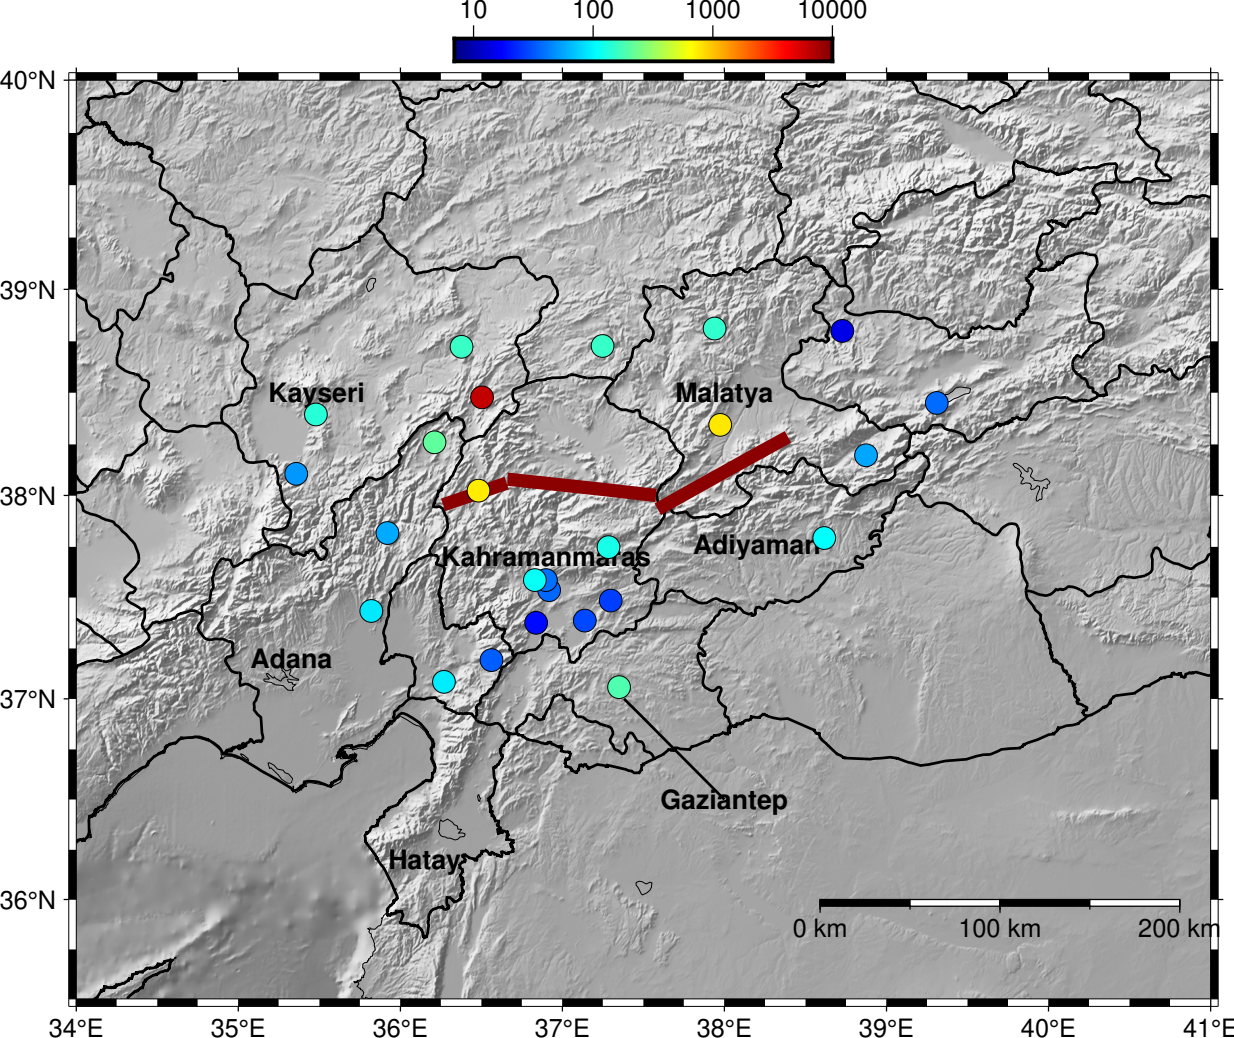 10 100 1000 10000
40°N
39°N
Kayseri Malatya
38°N
Kahramanmaras Adiyaman
Adana
37°N
Gaziantep
Hatay
36°N
0 km 100 km 200 km
34°E 35°E 36°E 37°E 38°E 39°E 40°E 41°E